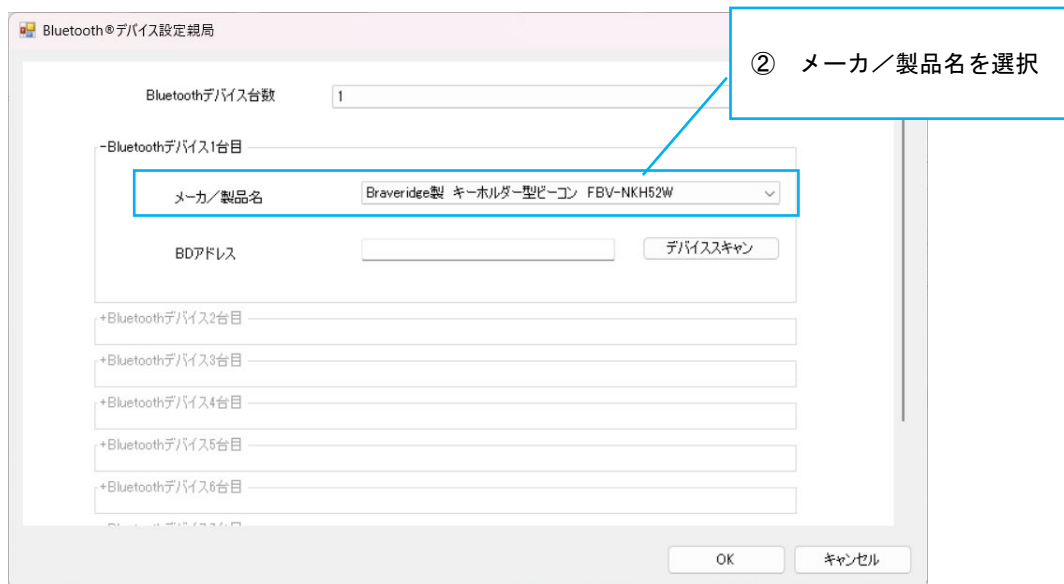 Bluetooth®デバイス設定親局
② メーカ／製品名を選択
Bluetoothデバイス台数 1
-Bluetoothデバイス1台目
メーカ／製品名 Braveridge製 キーホルダー型ビーコン FBV-NKH52W
BDアドレス デバイススキャン
+Bluetoothデバイス2台目
+Bluetoothデバイス3台目
+Bluetoothデバイス4台目
+Bluetoothデバイス5台目
+Bluetoothデバイス6台目
OK キャンセル